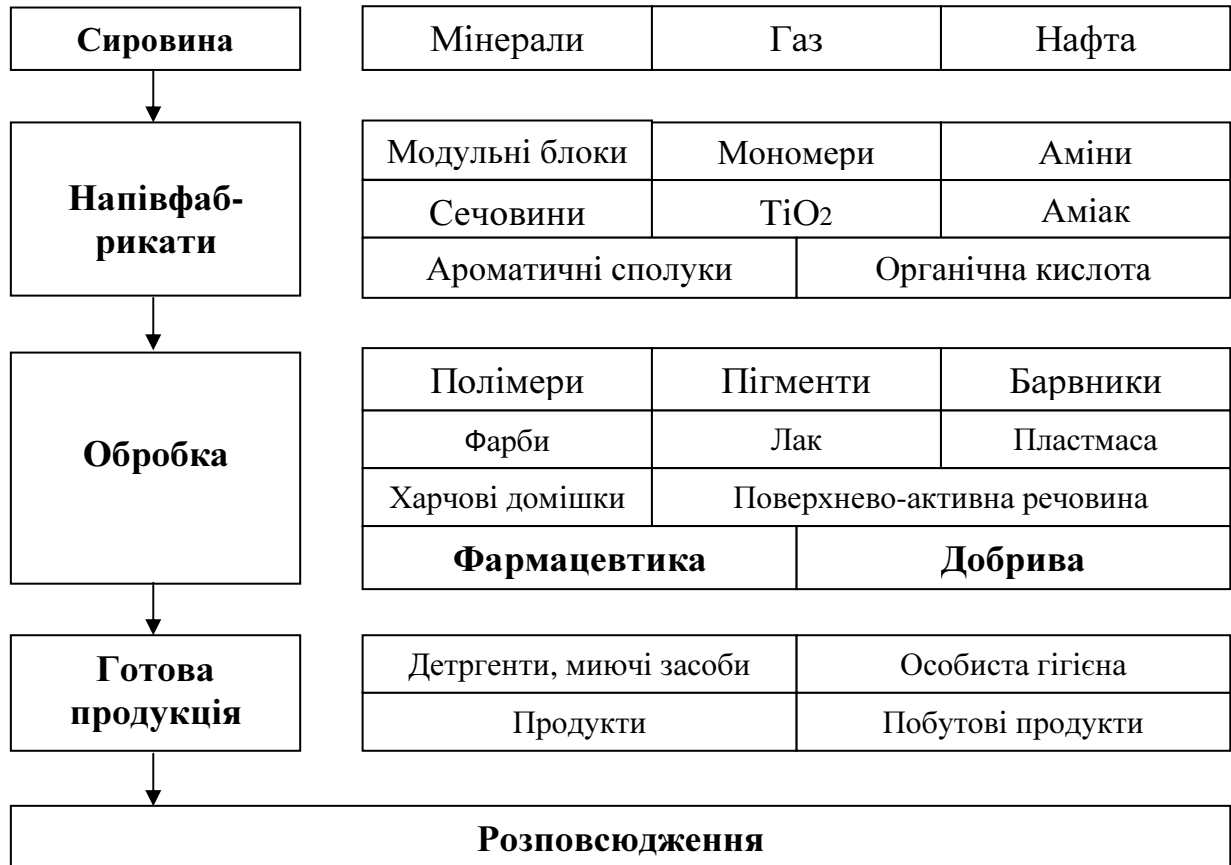 Сировина
Мінерали Газ Нафта
Модульні блоки Мономери Аміни
Напівфаб-
рикати
Сечовини TiO2 Аміак
Ароматичні сполуки Органічна кислота
Полімери Пігменти Барвники
Обробка
Фарби Лак Пластмаса
Харчові домішки Поверхнево-активна речовина
Фармацевтика Добрива
Готова
продукція
Детргенти, миючі засоби Особиста гігієна
Продукти Побутові продукти
Розповсюдження